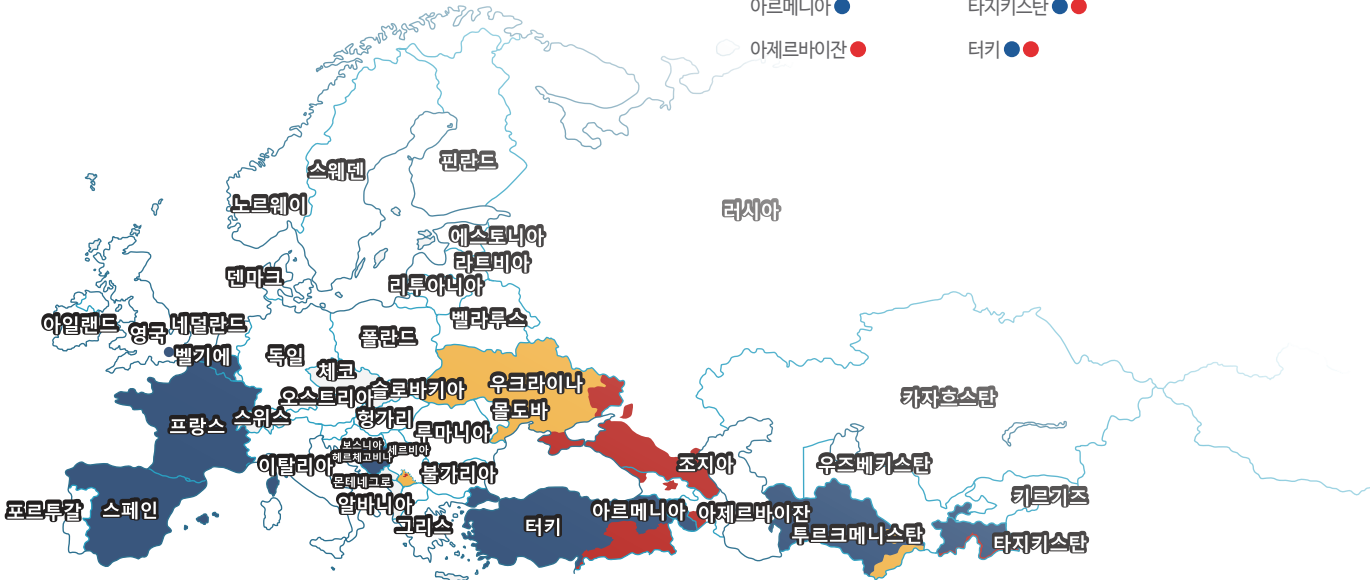 아르메니아
타지키스탄
아제르바이잔
터키
핀란드
스웨덴
노르웨이
러시아
에스토니아
라트비아
덴마크
리투아니아
벨라루스
아일랜드
영국
네덜란드
폴란드
벨기에
독일
체코
우크라이나
슬로바키아
오스트리아
카자흐스탄
몰도바
스위스
헝가리
프랑스
루마니아
보스니아
헤르체고비나
세르비아
이탈리아
조지아
우즈베키스탄
불가리아
몬테네그로
키르기즈
알바니아
포르투갈
스페인
아르메니아
아제르바이잔
그리스
터키
투르크메니스탄
타지키스탄